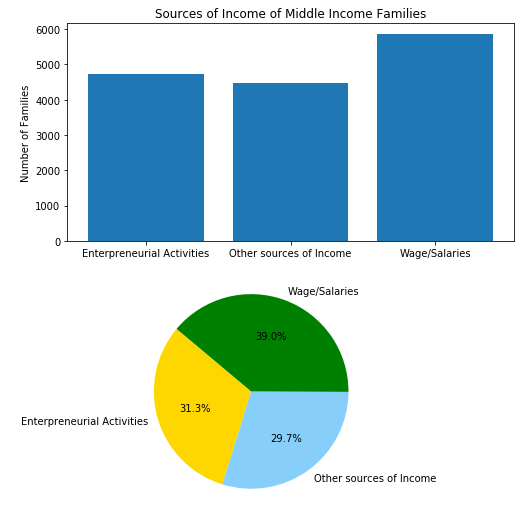 Sources of Income of Middle Income Families
6000
5000
4000
3000
2000
1000
0
Number of Families
Enterpreneurial Activities
Other sources of Income
Wage/Salaries
Wage/Salaries
39.0%
31.3%
Enterpreneurial Activities
29.7%
Other sources of Income